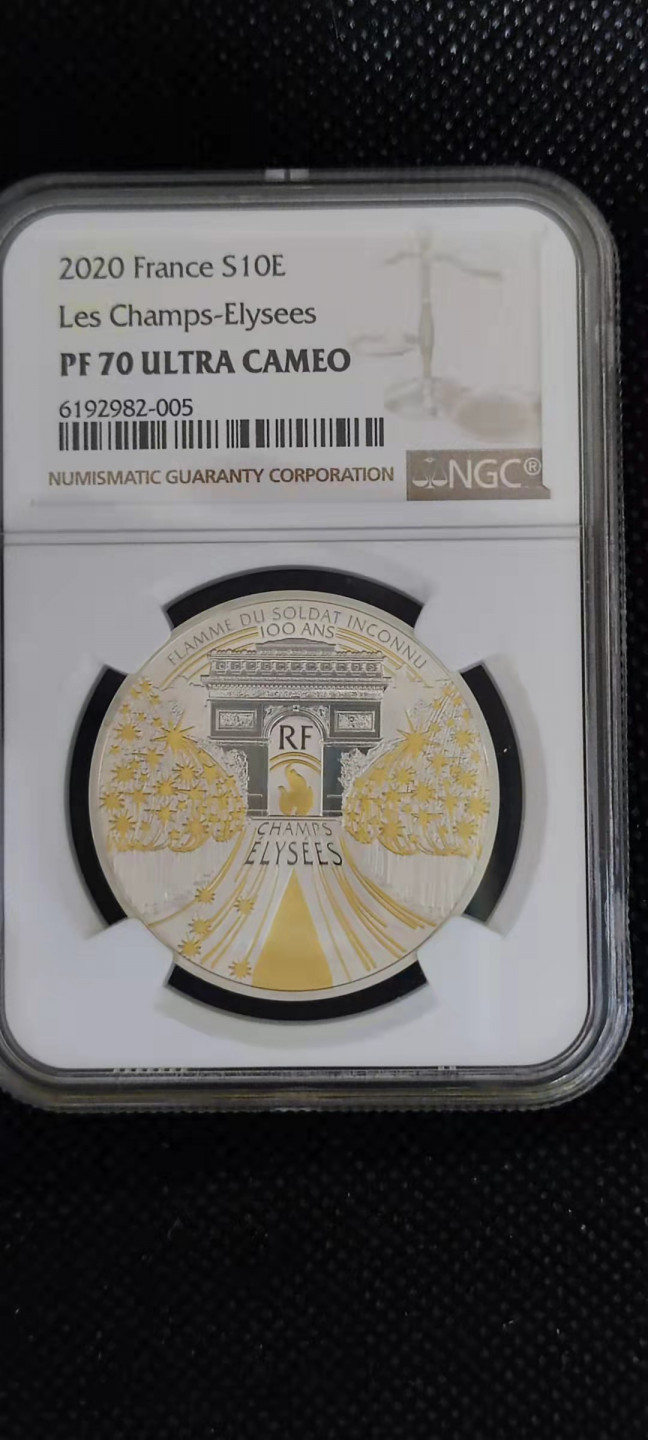 2020 France S10E
Les Champs-Elysees
PF 70 ULTRA CAMEO
6192982-005
NUMISMATIC GUARANTY CORPORATION
NGC®
FLAMME DU SOLDAT INCONNU
100 ANS
RF
CHAMPS
ÉLYSÉES